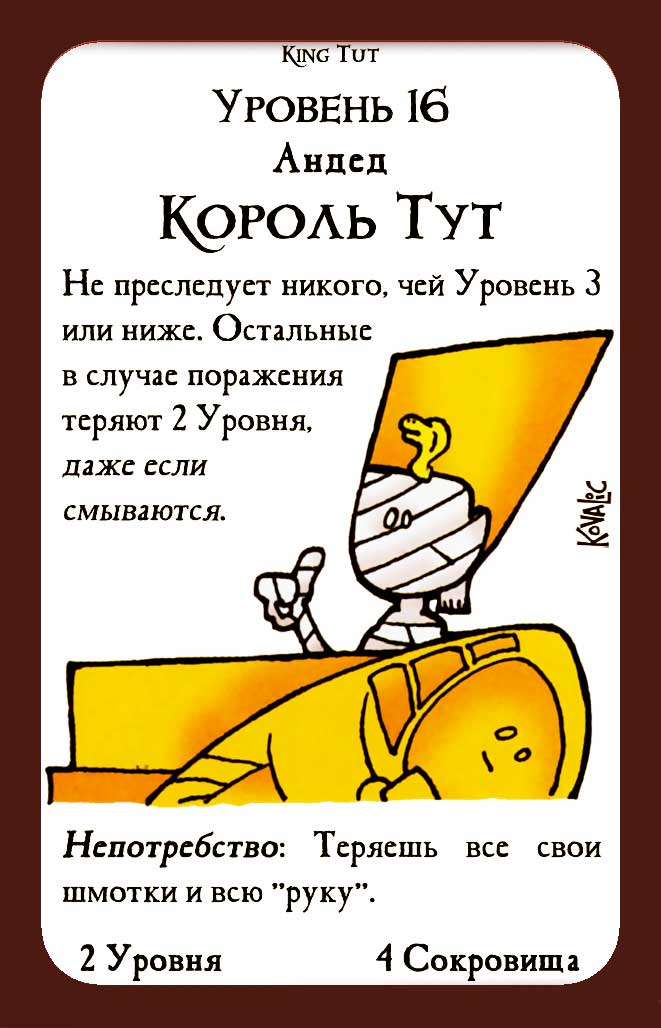 King Tut
Уровень 16
Андед
Король Тут
Не преследует никого, чей Уровень 3
или ниже. Остальные
в случае поражения
теряют 2 Уровня,
даже если
смываются.
Kovalic
Непотребство: Теряешь все свои
шмотки и всю ”руку”.
2 Уровня 4 Сокровища